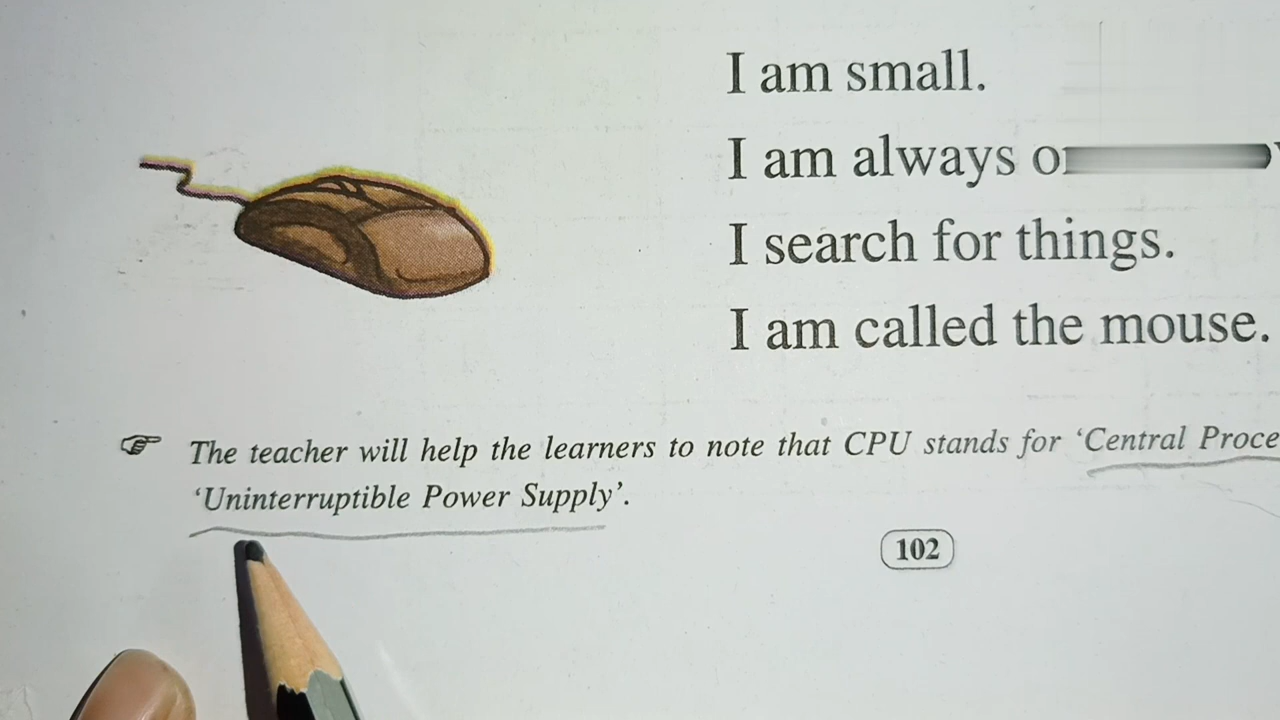 I am small.
I am always
I search for things.
I am called the mouse.
The teacher will help the learners to note that CPU stands for ‘Central Proce
‘Uninterruptible Power Supply’.
102